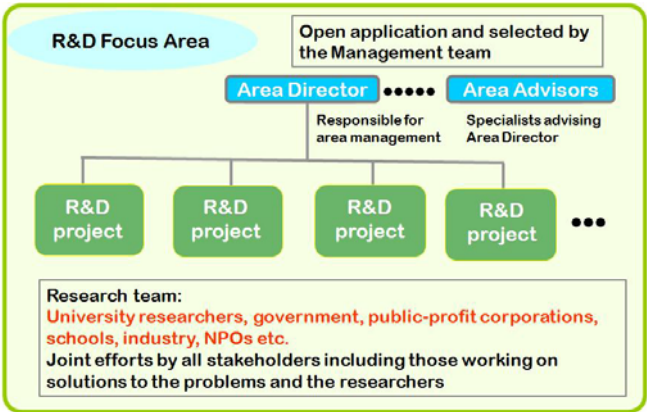 R&D Focus Area
Open application and selected by
the Management team
Area Director
Area Advisors
Responsible for
area management
Specialists advising
Area Director
R&D
project
R&D
project
R&D
project
R&D
project
Research team:
University researchers, government, public-profit corporations,
schools, industry, NPOs etc.
Joint efforts by all stakeholders including those working on
solutions to the problems and the researchers